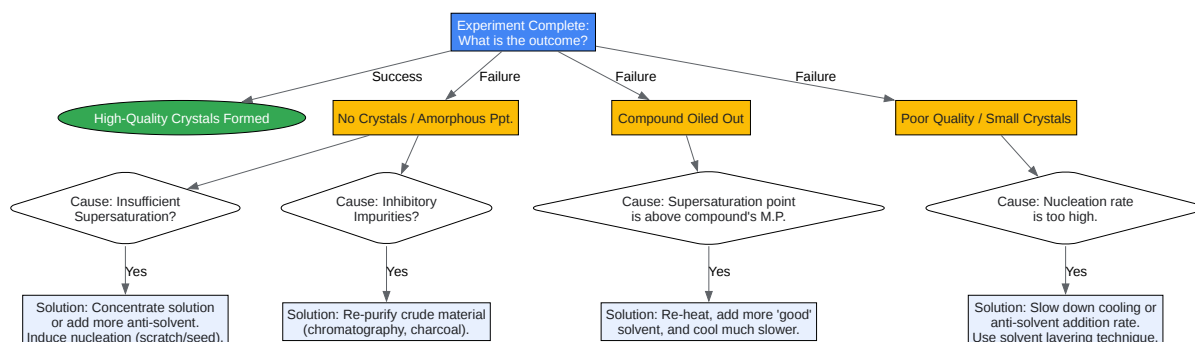 Experiment Complete:
What is the outcome?
Success
Failure
Failure
Failure
High-Quality Crystals Formed
No Crystals / Amorphous Ppt.
Compound Oiled Out
Poor Quality / Small Crystals
Cause: Insufficient
Supersaturation?
Cause: Inhibitory
Impurities?
Cause: Supersaturation point
is above compound's M.P.
Cause: Nucleation rate
is too high.
Yes
Yes
Yes
Yes
Solution: Concentrate solution
or add more anti-solvent.
Induce nucleation (scratch/seed).
Solution: Re-purify crude material
(chromatography, charcoal).
Solution: Re-heat, add more 'good'
solvent, and cool much slower.
Solution: Slow down cooling or
anti-solvent addition rate.
Use solvent layering technique.